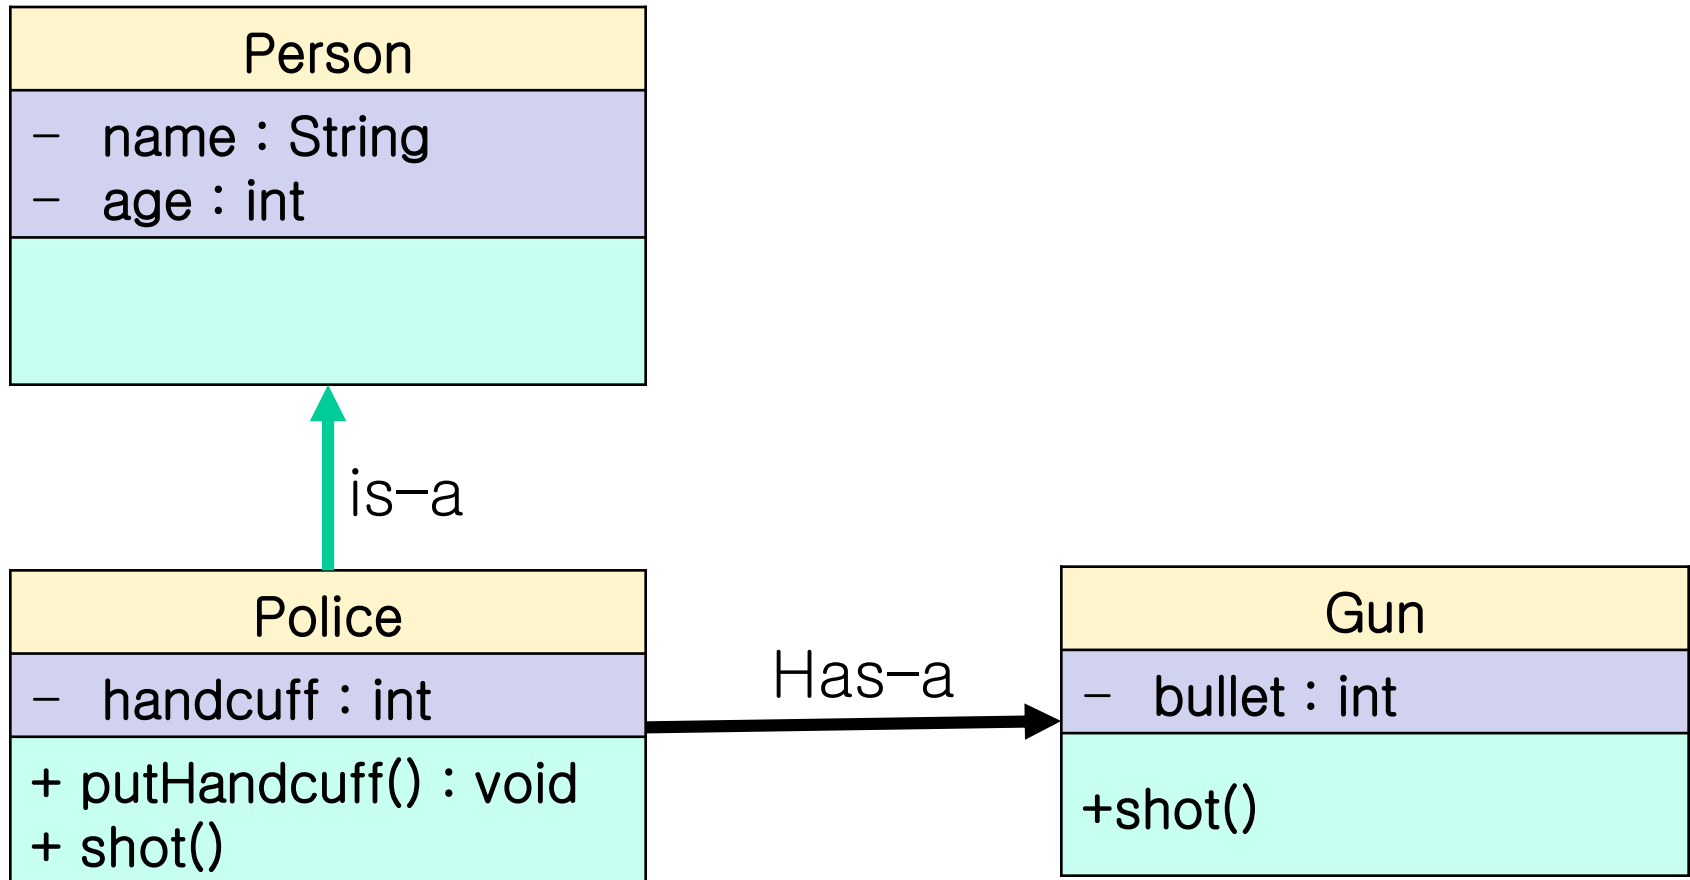 Person
- name : String
- age : int
is-a
Police
- handcuff : int
+ putHandcuff() : void
+ shot()
Has-a
Gun
- bullet : int
+shot()